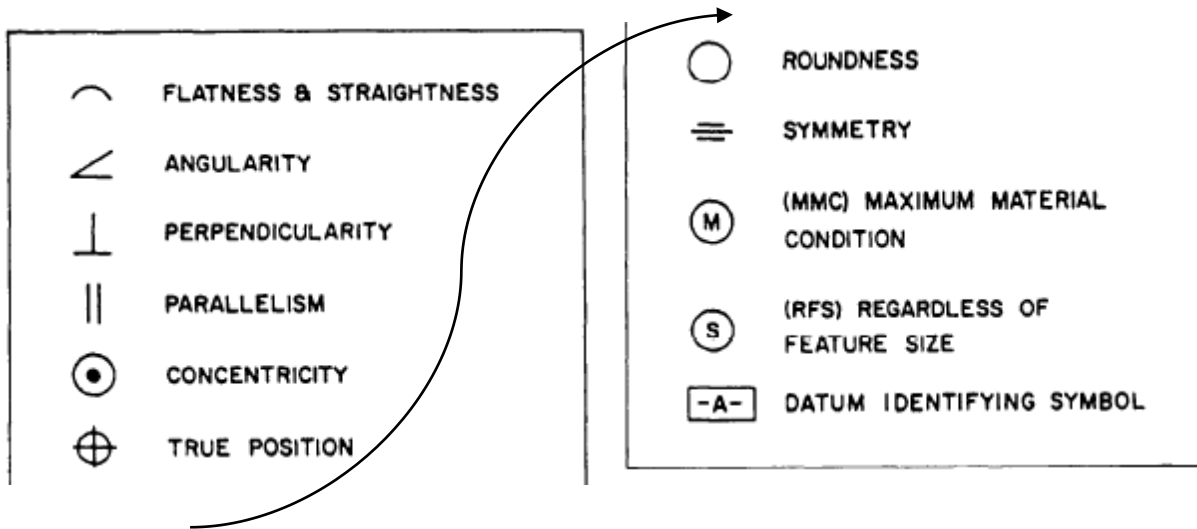 FLATNESS & STRAIGHTNESS
ANGULARITY
PERPENDICULARITY
PARALLELISM
CONCENTRICITY
TRUE POSITION
ROUNDNESS
SYMMETRY
M
(MMC) MAXIMUM MATERIAL
CONDITION
S
(RFS) REGARDLESS OF
FEATURE SIZE
-A- DATUM IDENTIFYING SYMBOL